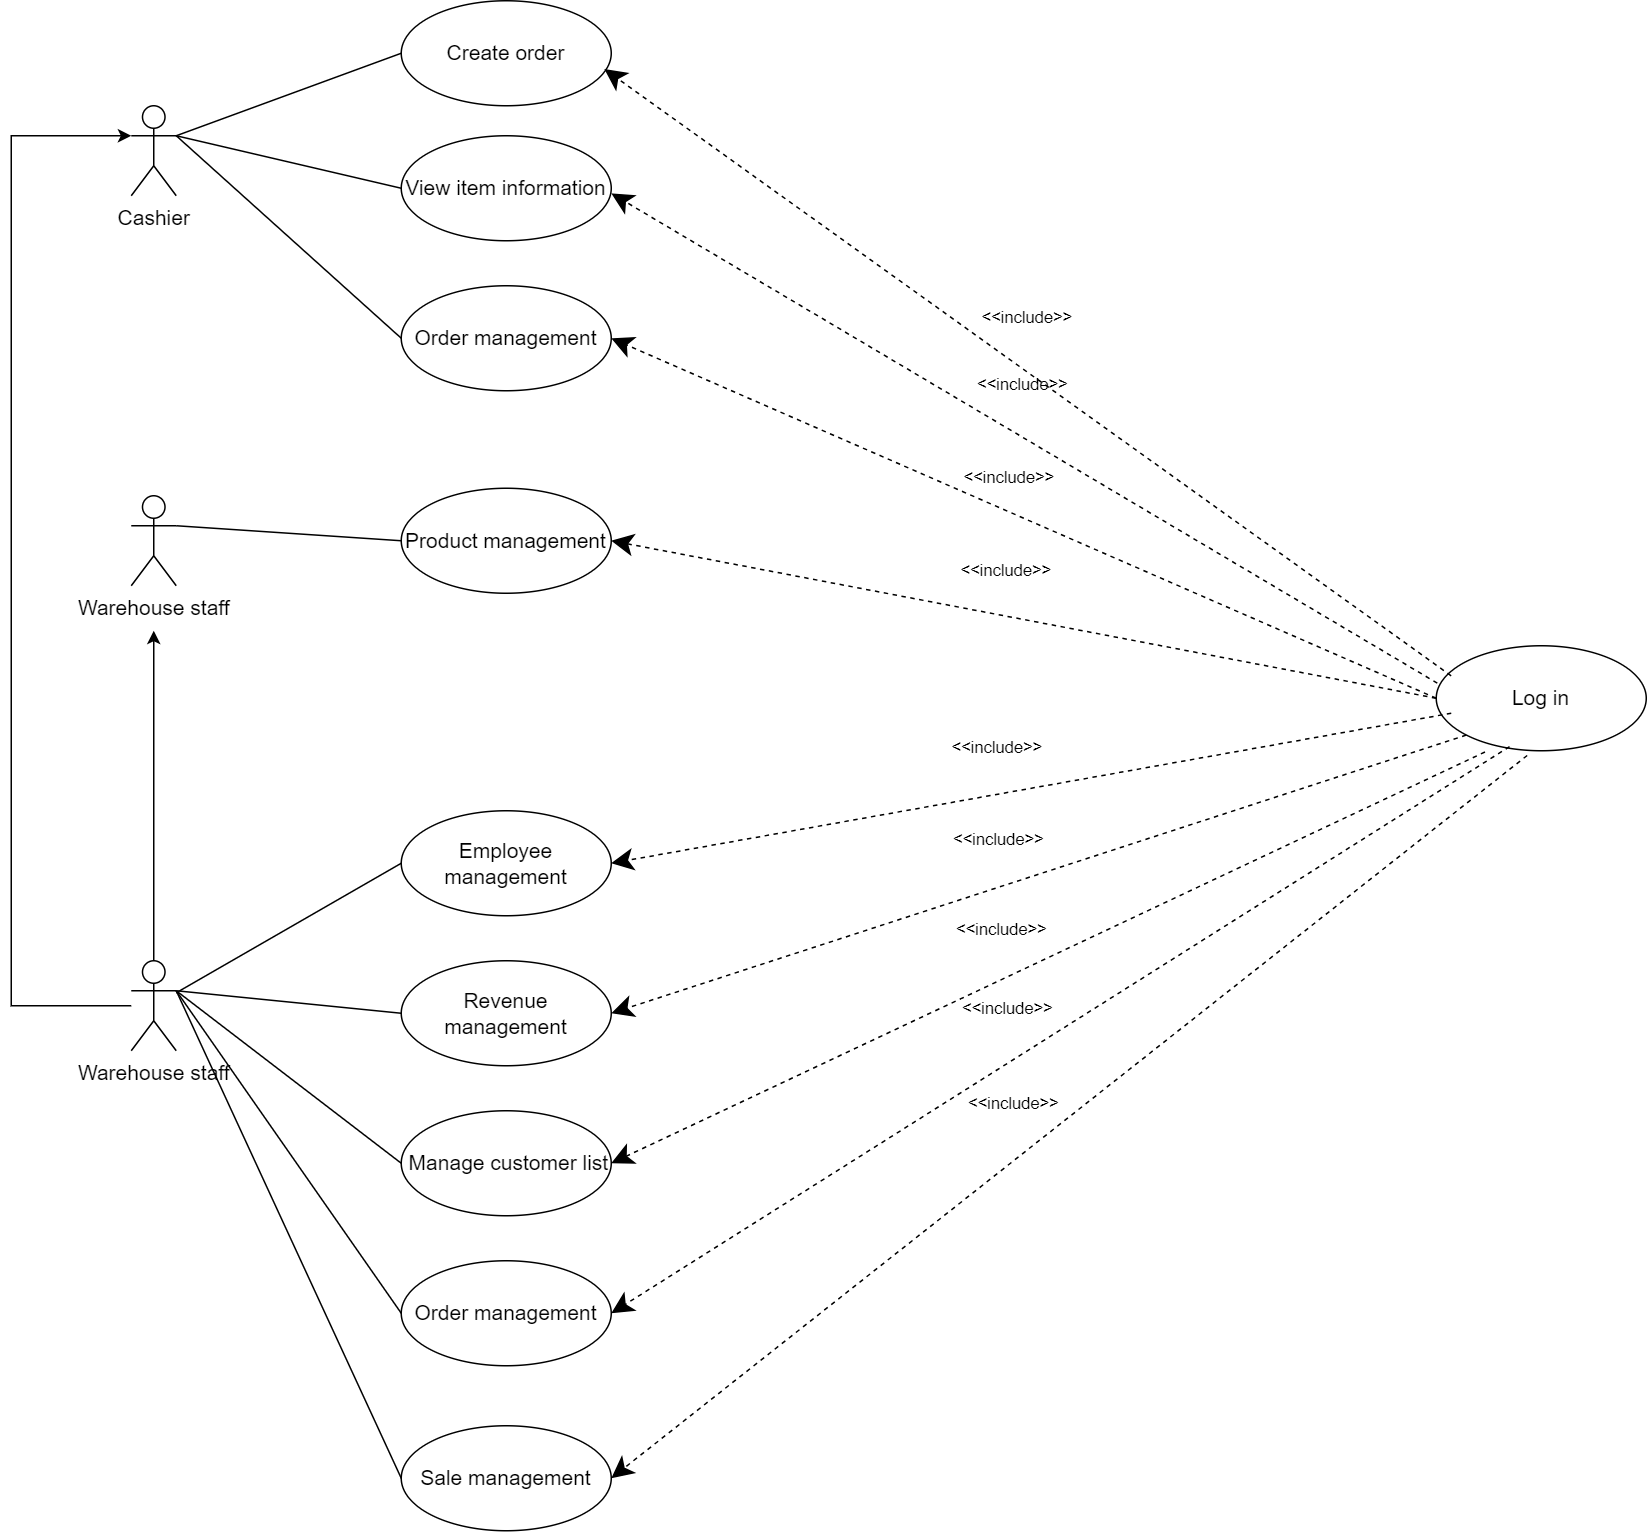 Create order
Cashier
View item information
<<include>>
Order management
<<include>>
<<include>>
Product management
<<include>>
Warehouse staff
Log in
<<include>>
Employee
management
<<include>>
<<include>>
Revenue
management
<<include>>
Warehouse staff
<<include>>
Manage customer list
Order management
Sale management